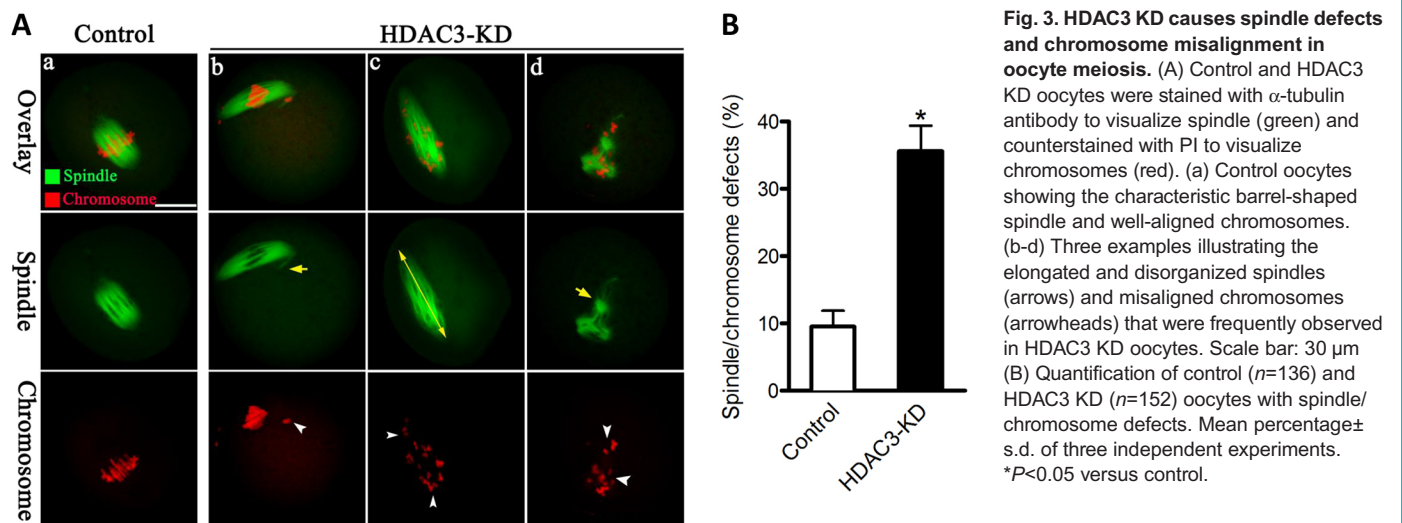 A
Control
HDAC3-KD
a
b
c
d
Overlay
Spindle
Chromosome
Spindle
Chromosome
B
Spindle/chromosome defects (%)
40
30
20
10
0
*
Control
HDAC3-KD
Fig. 3. HDAC3 KD causes spindle defects
and chromosome misalignment in
oocyte meiosis. (A) Control and HDAC3
KD oocytes were stained with α-tubulin
antibody to visualize spindle (green) and
counterstained with PI to visualize
chromosomes (red). (a) Control oocytes
showing the characteristic barrel-shaped
spindle and well-aligned chromosomes.
(b-d) Three examples illustrating the
elongated and disorganized spindles
(arrows) and misaligned chromosomes
(arrowheads) that were frequently observed
in HDAC3 KD oocytes. Scale bar: 30 μm
(B) Quantification of control (n=136) and
HDAC3 KD (n=152) oocytes with spindle/
chromosome defects. Mean percentage±
s.d. of three independent experiments.
*P<0.05 versus control.